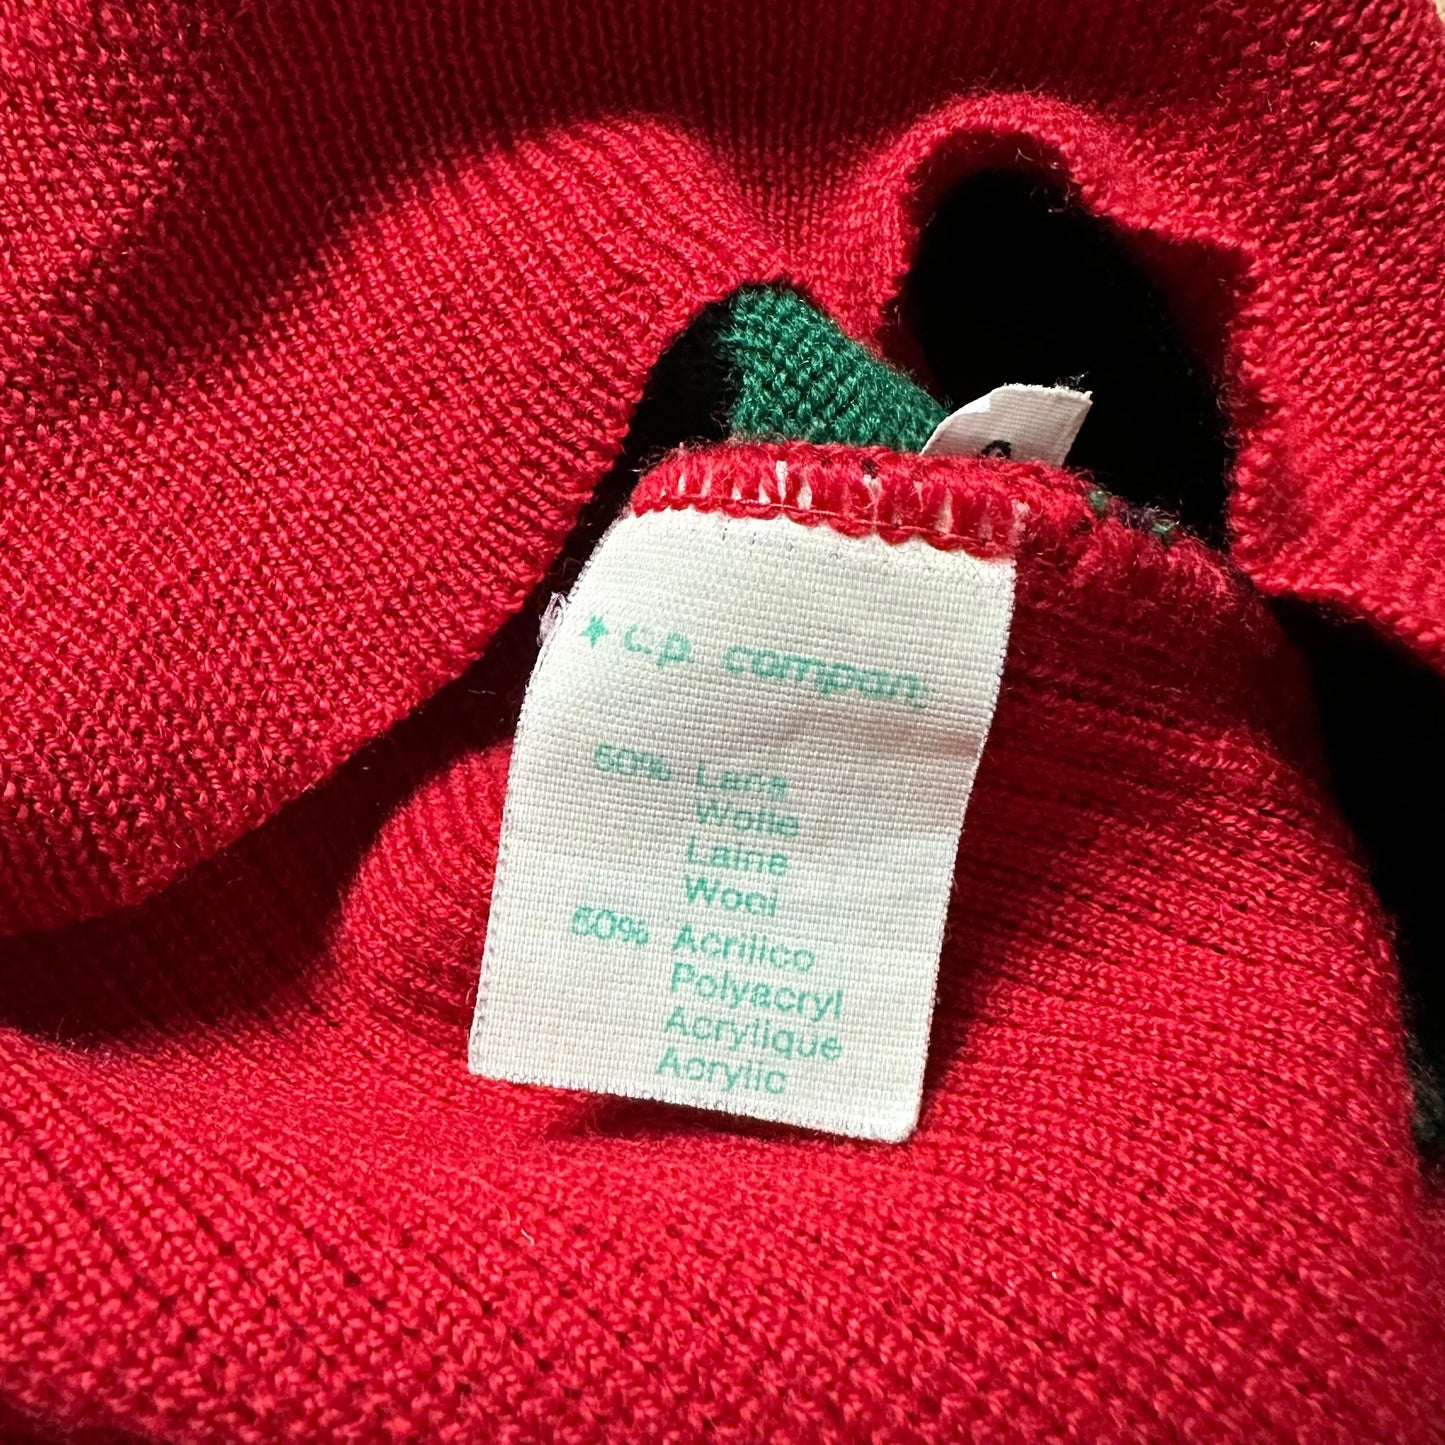 c.p. company
50% Lana
Wolle
Laine
Wool
50% Acrilico
Polyacryl
Acrylique
Acrylic